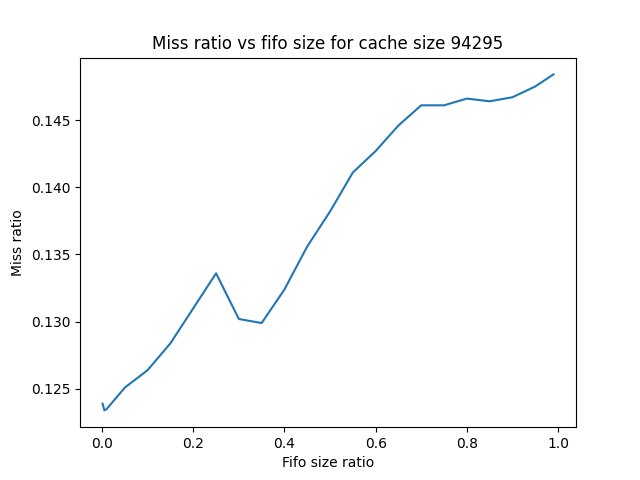 Miss ratio vs fifo size for cache size 94295
0.145
0.140
0.135
0.130
0.125
Miss ratio
0.0 0.2 0.4 0.6 0.8 1.0
Fifo size ratio